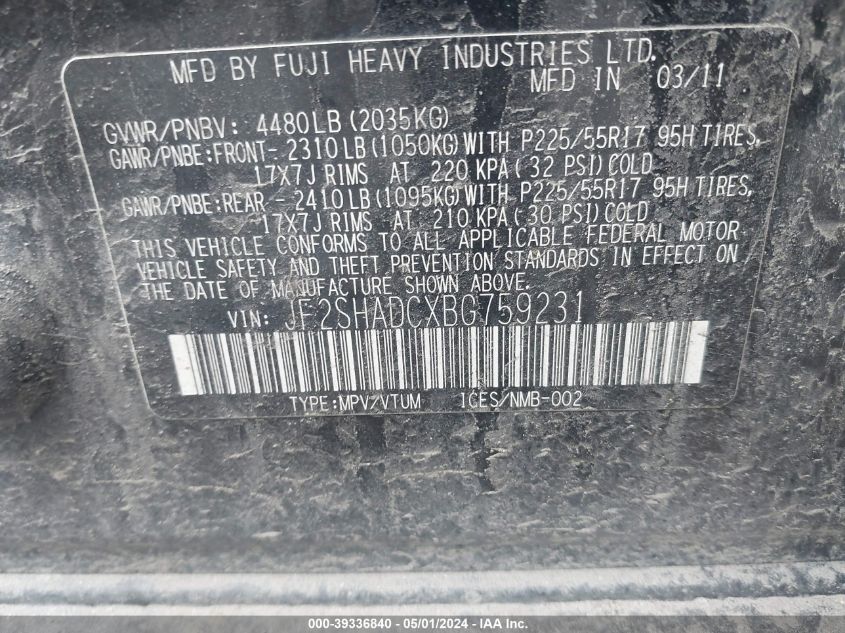 MFD BY FUJI HEAVY INDUSTRIES LTD.
MFD IN 03/11
GVWR/PNBV: 4480LB (2035KG)
GAWR/PNBE:FRONT- 2310LB (1050KG) WITH P225/55R17 95H TIRES,
17X7J RIMS AT 220 KPA (32 PSI) COLD
GAWR/PNBE:REAR - 2410LB (1095KG) WITH P225/55R17 95H TIRES,
17X7J RIMS AT 210 KPA (30 PSI) COLD
THIS VEHICLE CONFORMS TO ALL APPLICABLE FEDERAL MOTOR
VEHICLE SAFETY AND THEFT PREVENTION STANDARDS IN EFFECT ON
THE DATE OF MANUFACTURE SHOWN ABOVE.
VIN: JF2SHADCXBG759231
TYPE:MPV/VTUM ICES/NMB-002
000-39336840 - 05/01/2024 - IAA Inc.